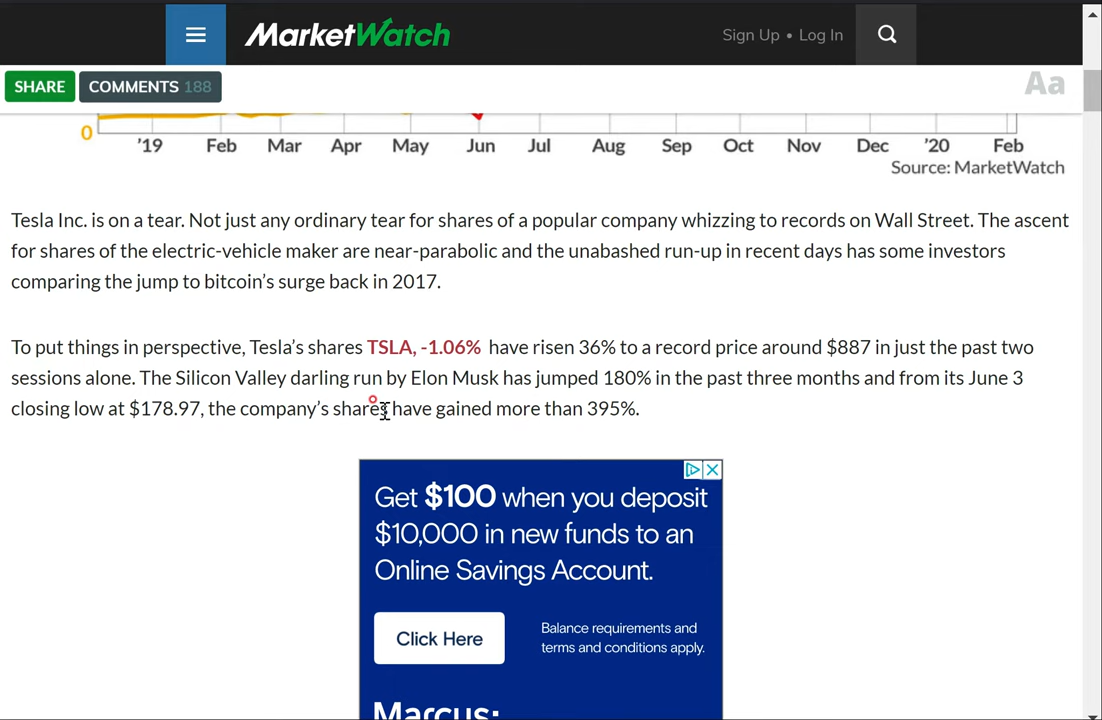 MarketWatch
Sign Up • Log In
SHARE
COMMENTS 188
Aa
0
'19 Feb Mar Apr May Jun Jul Aug Sep Oct Nov Dec '20 Feb
Source: MarketWatch
Tesla Inc. is on a tear. Not just any ordinary tear for shares of a popular company whizzing to records on Wall Street. The ascent
for shares of the electric-vehicle maker are near-parabolic and the unabashed run-up in recent days has some investors
comparing the jump to bitcoin’s surge back in 2017.
To put things in perspective, Tesla’s shares TSLA, -1.06% have risen 36% to a record price around $887 in just the past two
sessions alone. The Silicon Valley darling run by Elon Musk has jumped 180% in the past three months and from its June 3
closing low at $178.97, the company’s shares have gained more than 395%.
Get $100 when you deposit
$10,000 in new funds to an
Online Savings Account.
Click Here
Balance requirements and
terms and conditions apply.
Marcus: